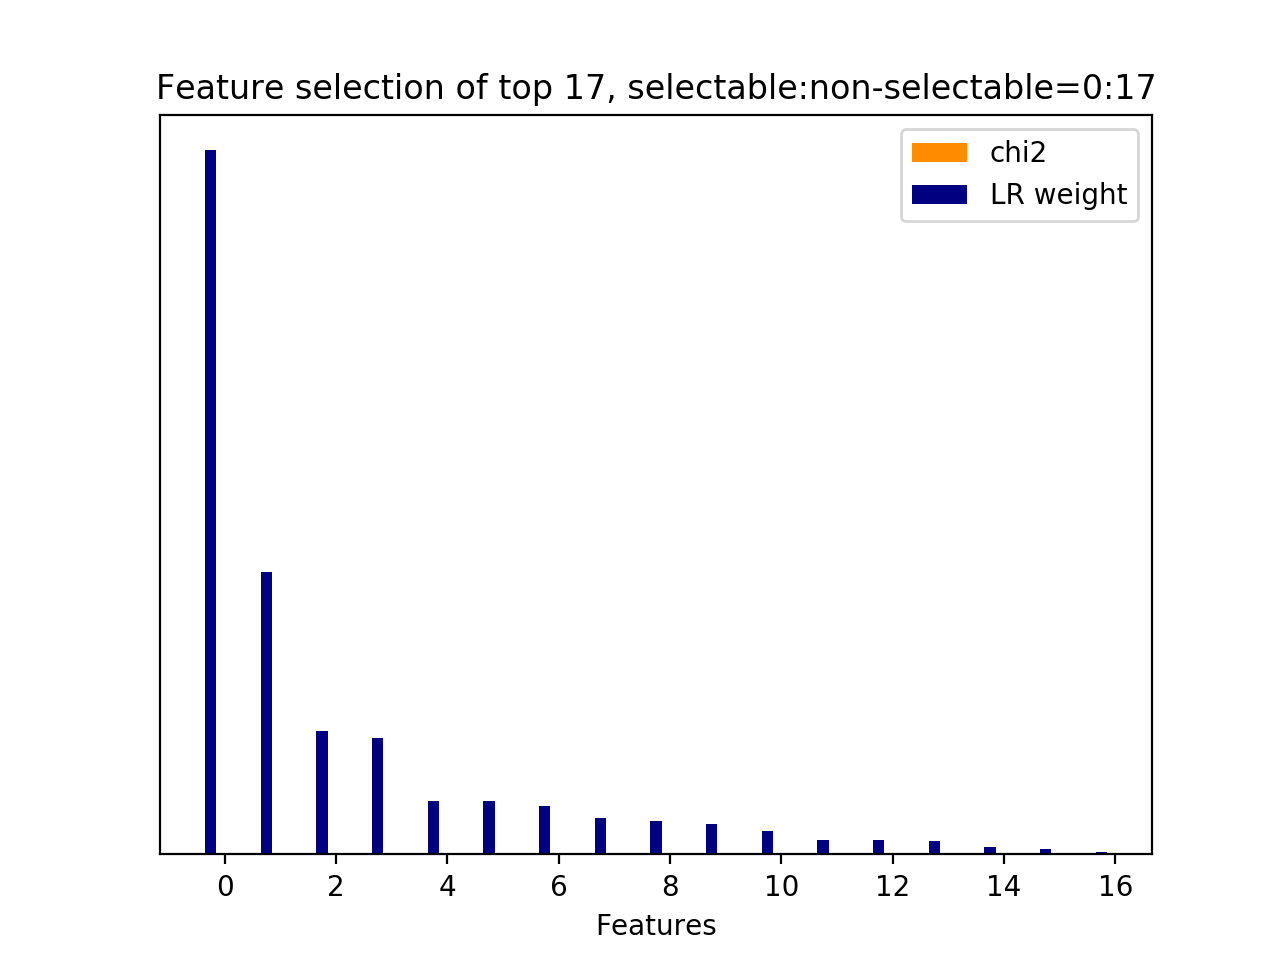 Feature selection of top 17, selectable:non-selectable=0:17
chi2
LR weight
0 2 4 6 8 10 12 14 16
Features